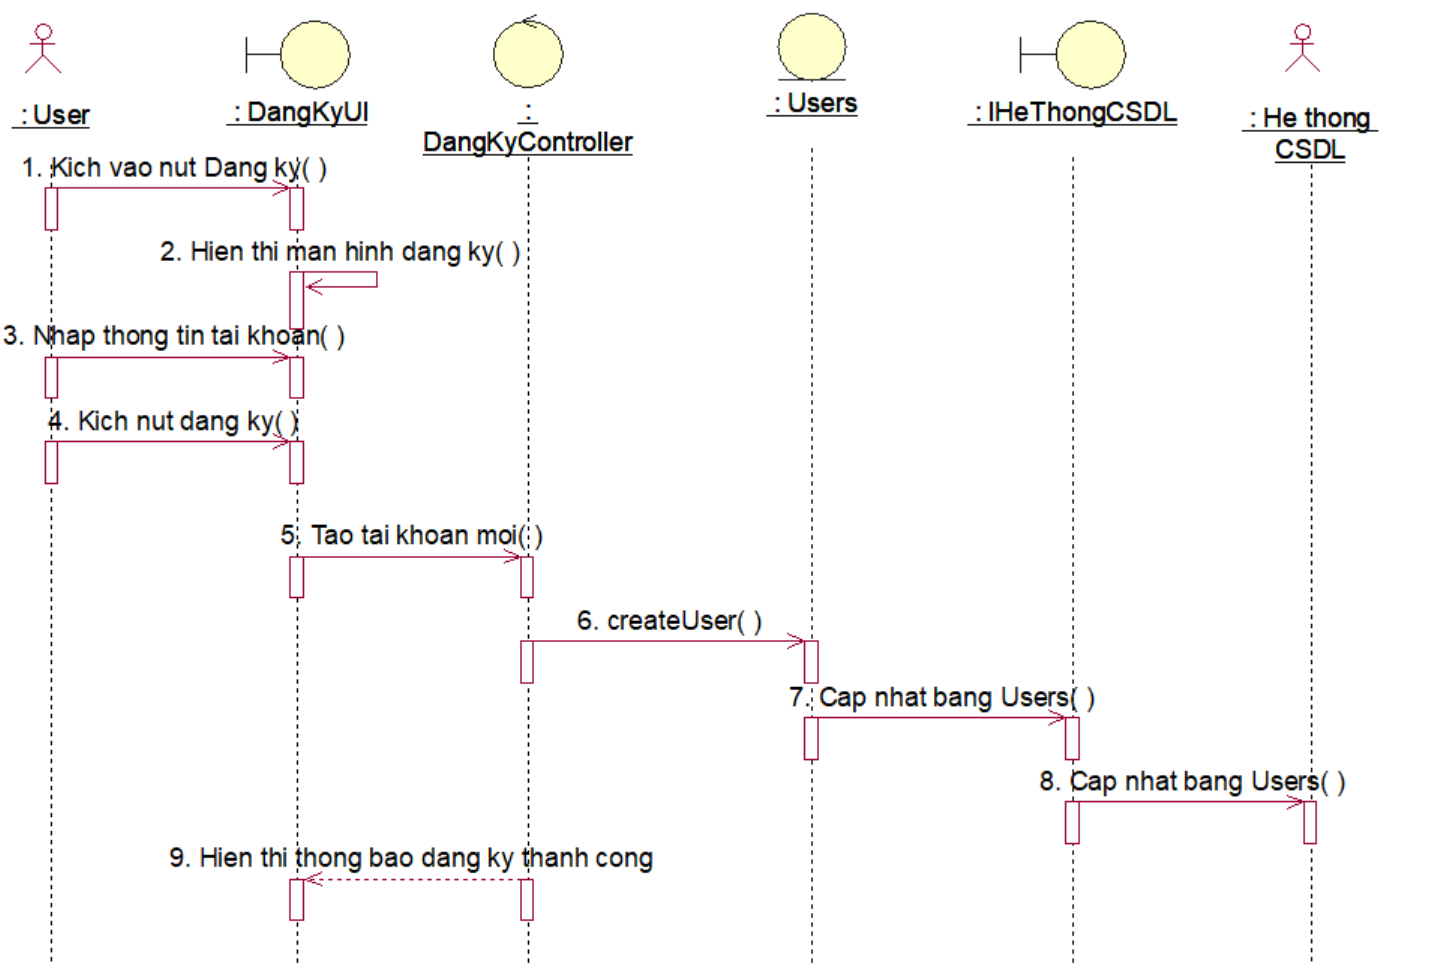 : User
: DangKyUI
:
DangKyController
: Users
: IHeThongCSDL
: He thong
CSDL
1. Kich vao nut Dang ky( )
2. Hien thi man hinh dang ky( )
3. Nhap thong tin tai khoan( )
4. Kich nut dang ky( )
5. Tao tai khoan moi( )
6. createUser( )
7. Cap nhat bang Users( )
8. Cap nhat bang Users( )
9. Hien thi thong bao dang ky thanh cong